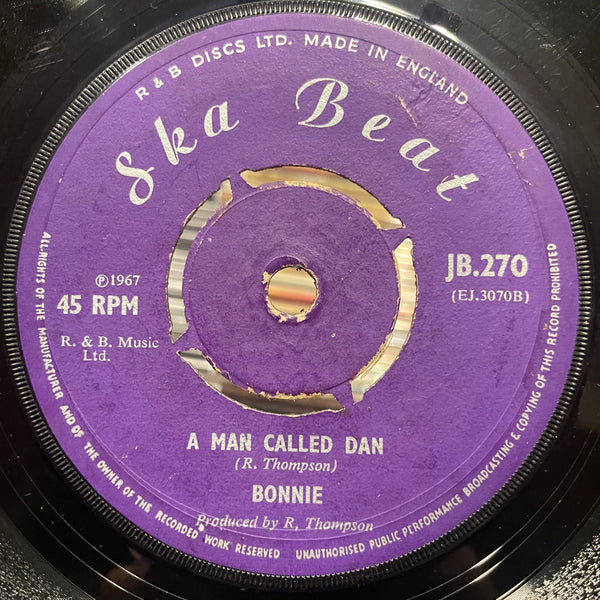 R & B DISCS LTD. MADE IN ENGLAND
Ska Beat
℗1967
45 RPM
R. & B. Music
Ltd.
JB.270
(EJ.3070B)
A MAN CALLED DAN
(R. Thompson)
BONNIE
Produced by R, Thompson
ALL RIGHTS OF THE MANUFACTURER AND OF THE OWNER OF THE RECORDED WORK RESERVED UNAUTHORISED PUBLIC PERFORMANCE BROADCASTING & COPYING OF THIS RECORD PROHIBITED